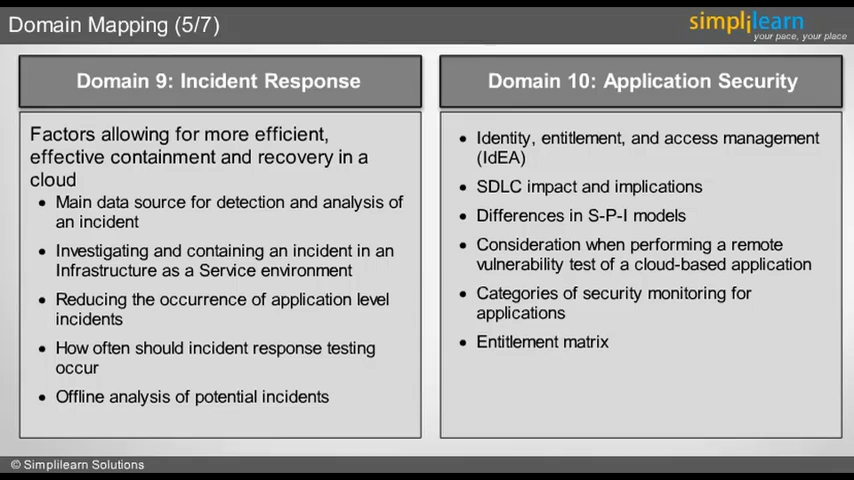 Domain Mapping (5/7)
simplilearn
your pace, your place
Domain 9: Incident Response
Factors allowing for more efficient,
effective containment and recovery in a
cloud
• Main data source for detection and analysis of
an incident
• Investigating and containing an incident in an
Infrastructure as a Service environment
• Reducing the occurrence of application level
incidents
• How often should incident response testing
occur
• Offline analysis of potential incidents
Domain 10: Application Security
• Identity, entitlement, and access management
(IdEA)
• SDLC impact and implications
• Differences in S-P-I models
• Consideration when performing a remote
vulnerability test of a cloud-based application
• Categories of security monitoring for
applications
• Entitlement matrix
© Simplilearn Solutions